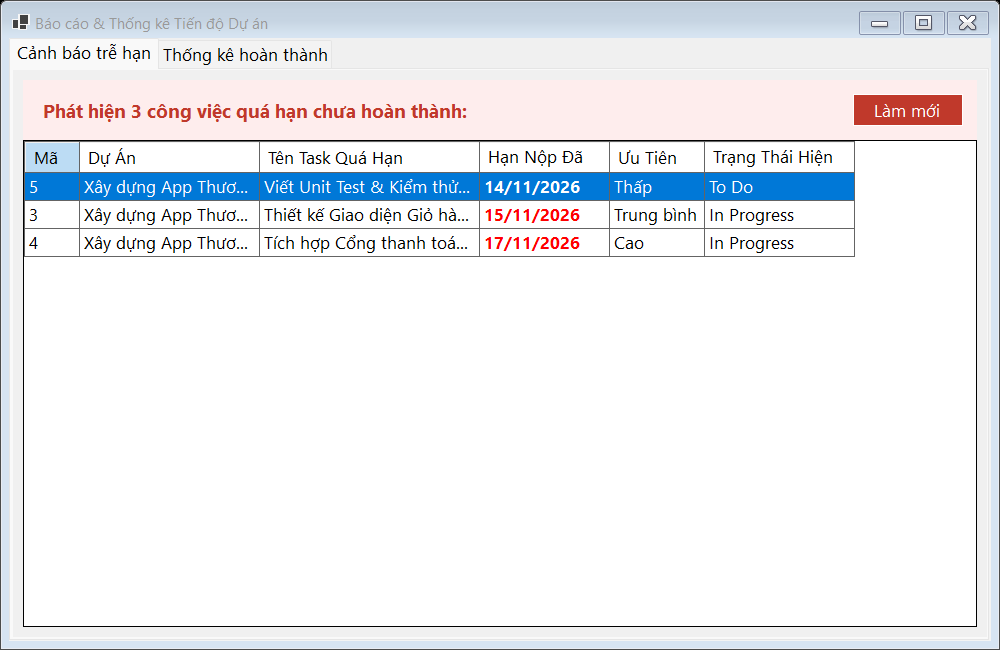 Báo cáo & Thống kê Tiến độ Dự án
Cảnh báo trễ hạn Thống kê hoàn thành
Phát hiện 3 công việc quá hạn chưa hoàn thành: Làm mới
Mã Dự Án Tên Task Quá Hạn Hạn Nộp Đã Ưu Tiên Trạng Thái Hiện
5 Xây dựng App Thươ... Viết Unit Test & Kiểm thử... 14/11/2026 Thấp To Do
3 Xây dựng App Thươ... Thiết kế Giao diện Giỏ hà... 15/11/2026 Trung bình In Progress
4 Xây dựng App Thươ... Tích hợp Cổng thanh toá... 17/11/2026 Cao In Progress